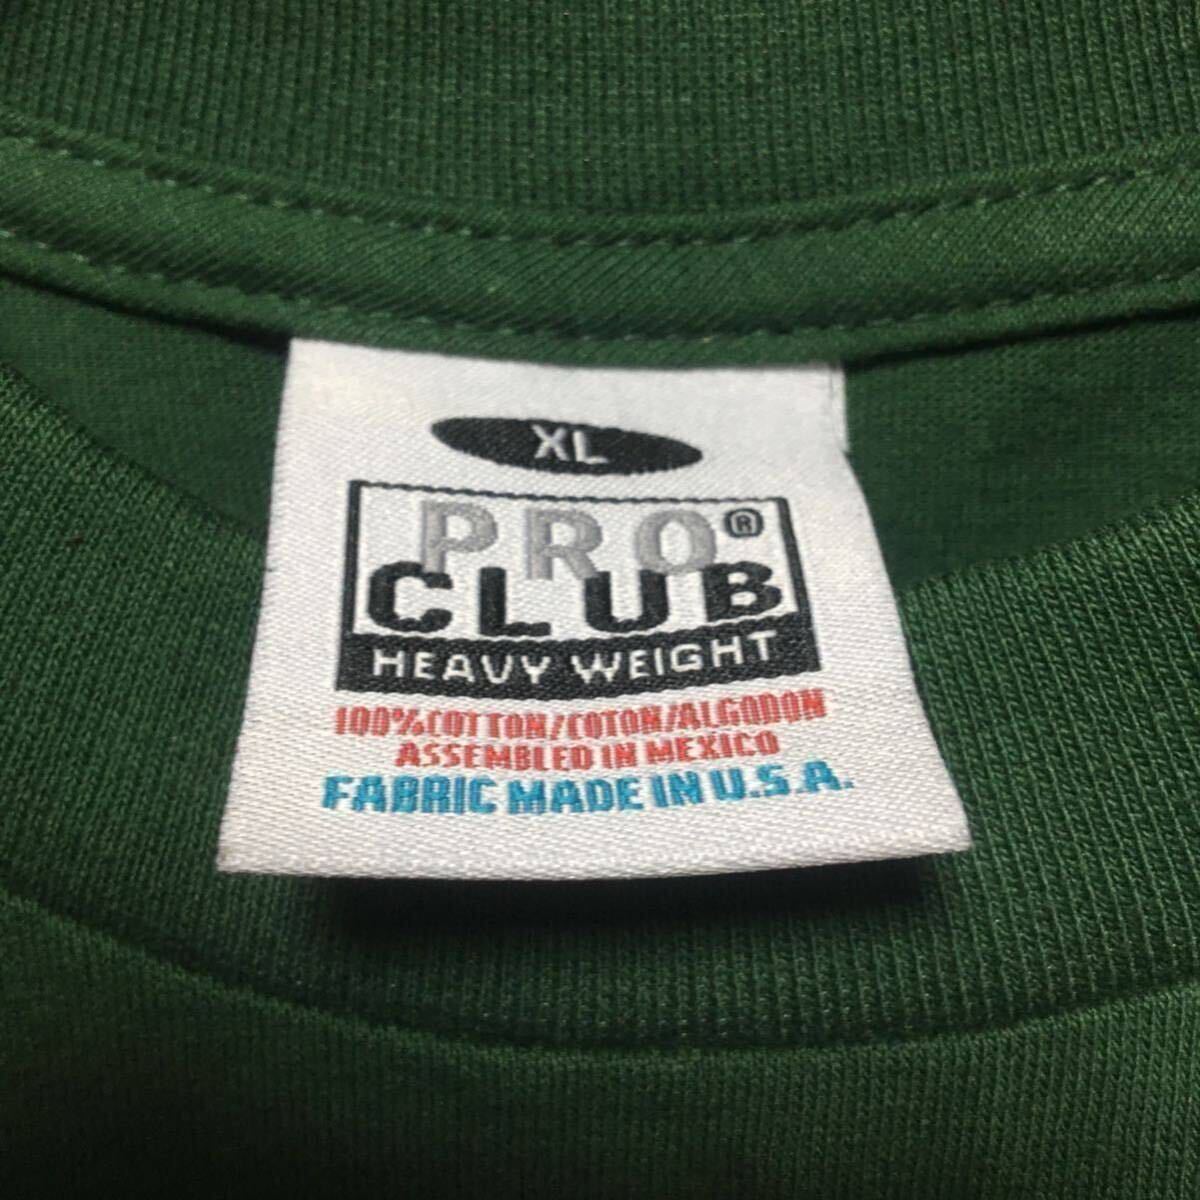 XL
PRO®
CLUB
HEAVY WEIGHT
100%COTTON/COTON/ALGODON
ASSEMBLED IN MEXICO
FABRIC MADE IN U.S.A.